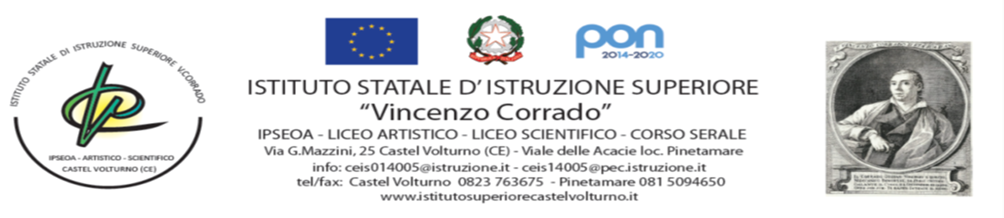 ISTITUTO STATALE DI ISTRUZIONE SUPERIORE V.CORRADO
IPSEOA - ARTISTICO - SCIENTIFICO
CASTEL VOLTURNO (CE)
pon
2014-2020
ISTITUTO STATALE D' ISTRUZIONE SUPERIORE
“Vincenzo Corrado”
IPSEOA - LICEO ARTISTICO - LICEO SCIENTIFICO - CORSO SERALE
Via G.Mazzini, 25 Castel Volturno (CE) - Viale delle Acacie loc. Pinetamare
info: ceis014005@istruzione.it - ceis14005@pec.istruzione.it
tel/fax: Castel Volturno 0823 763675 - Pinetamare 081 5094650
www.istitutosuperiorecastelvolturno.it